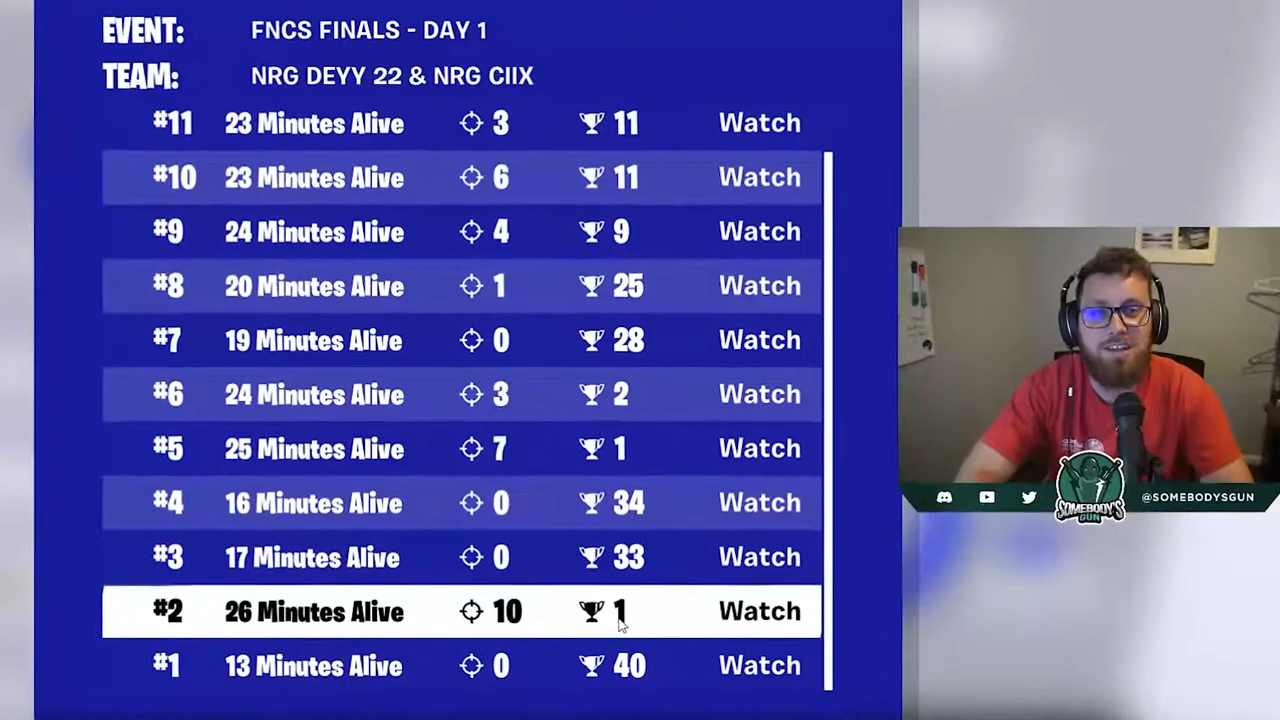 EVENT: FNCS FINALS - DAY 1
TEAM: NRG DEYY 22 & NRG CIIX
#11 23 Minutes Alive 3 11 Watch
#10 23 Minutes Alive 6 11 Watch
#9 24 Minutes Alive 4 9 Watch
#8 20 Minutes Alive 1 25 Watch
#7 19 Minutes Alive 0 28 Watch
#6 24 Minutes Alive 3 2 Watch
#5 25 Minutes Alive 7 1 Watch
#4 16 Minutes Alive 0 34 Watch
#3 17 Minutes Alive 0 33 Watch
#2 26 Minutes Alive 10 1 Watch
#1 13 Minutes Alive 0 40 Watch
@SOMEBODYSGUN
SOMEBODY'S
GUN